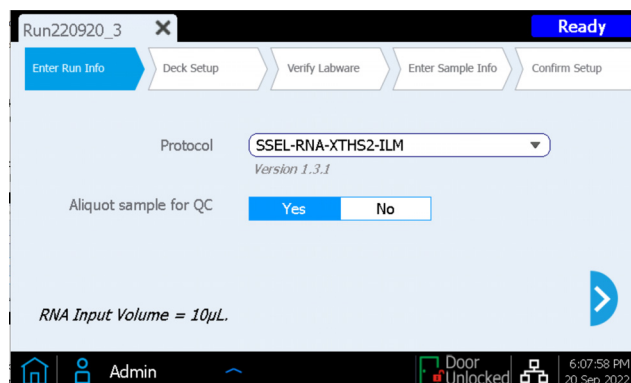 Run220920_3
Ready
Enter Run Info
Deck Setup
Verify Labware
Enter Sample Info
Confirm Setup
Protocol
SSEL-RNA-XTHS2-ILM
Version 1.3.1
Aliquot sample for QC
Yes
No
RNA Input Volume = 10µL.
Admin
Door
Unlocked
6:07:58 PM
20 Sep 2022